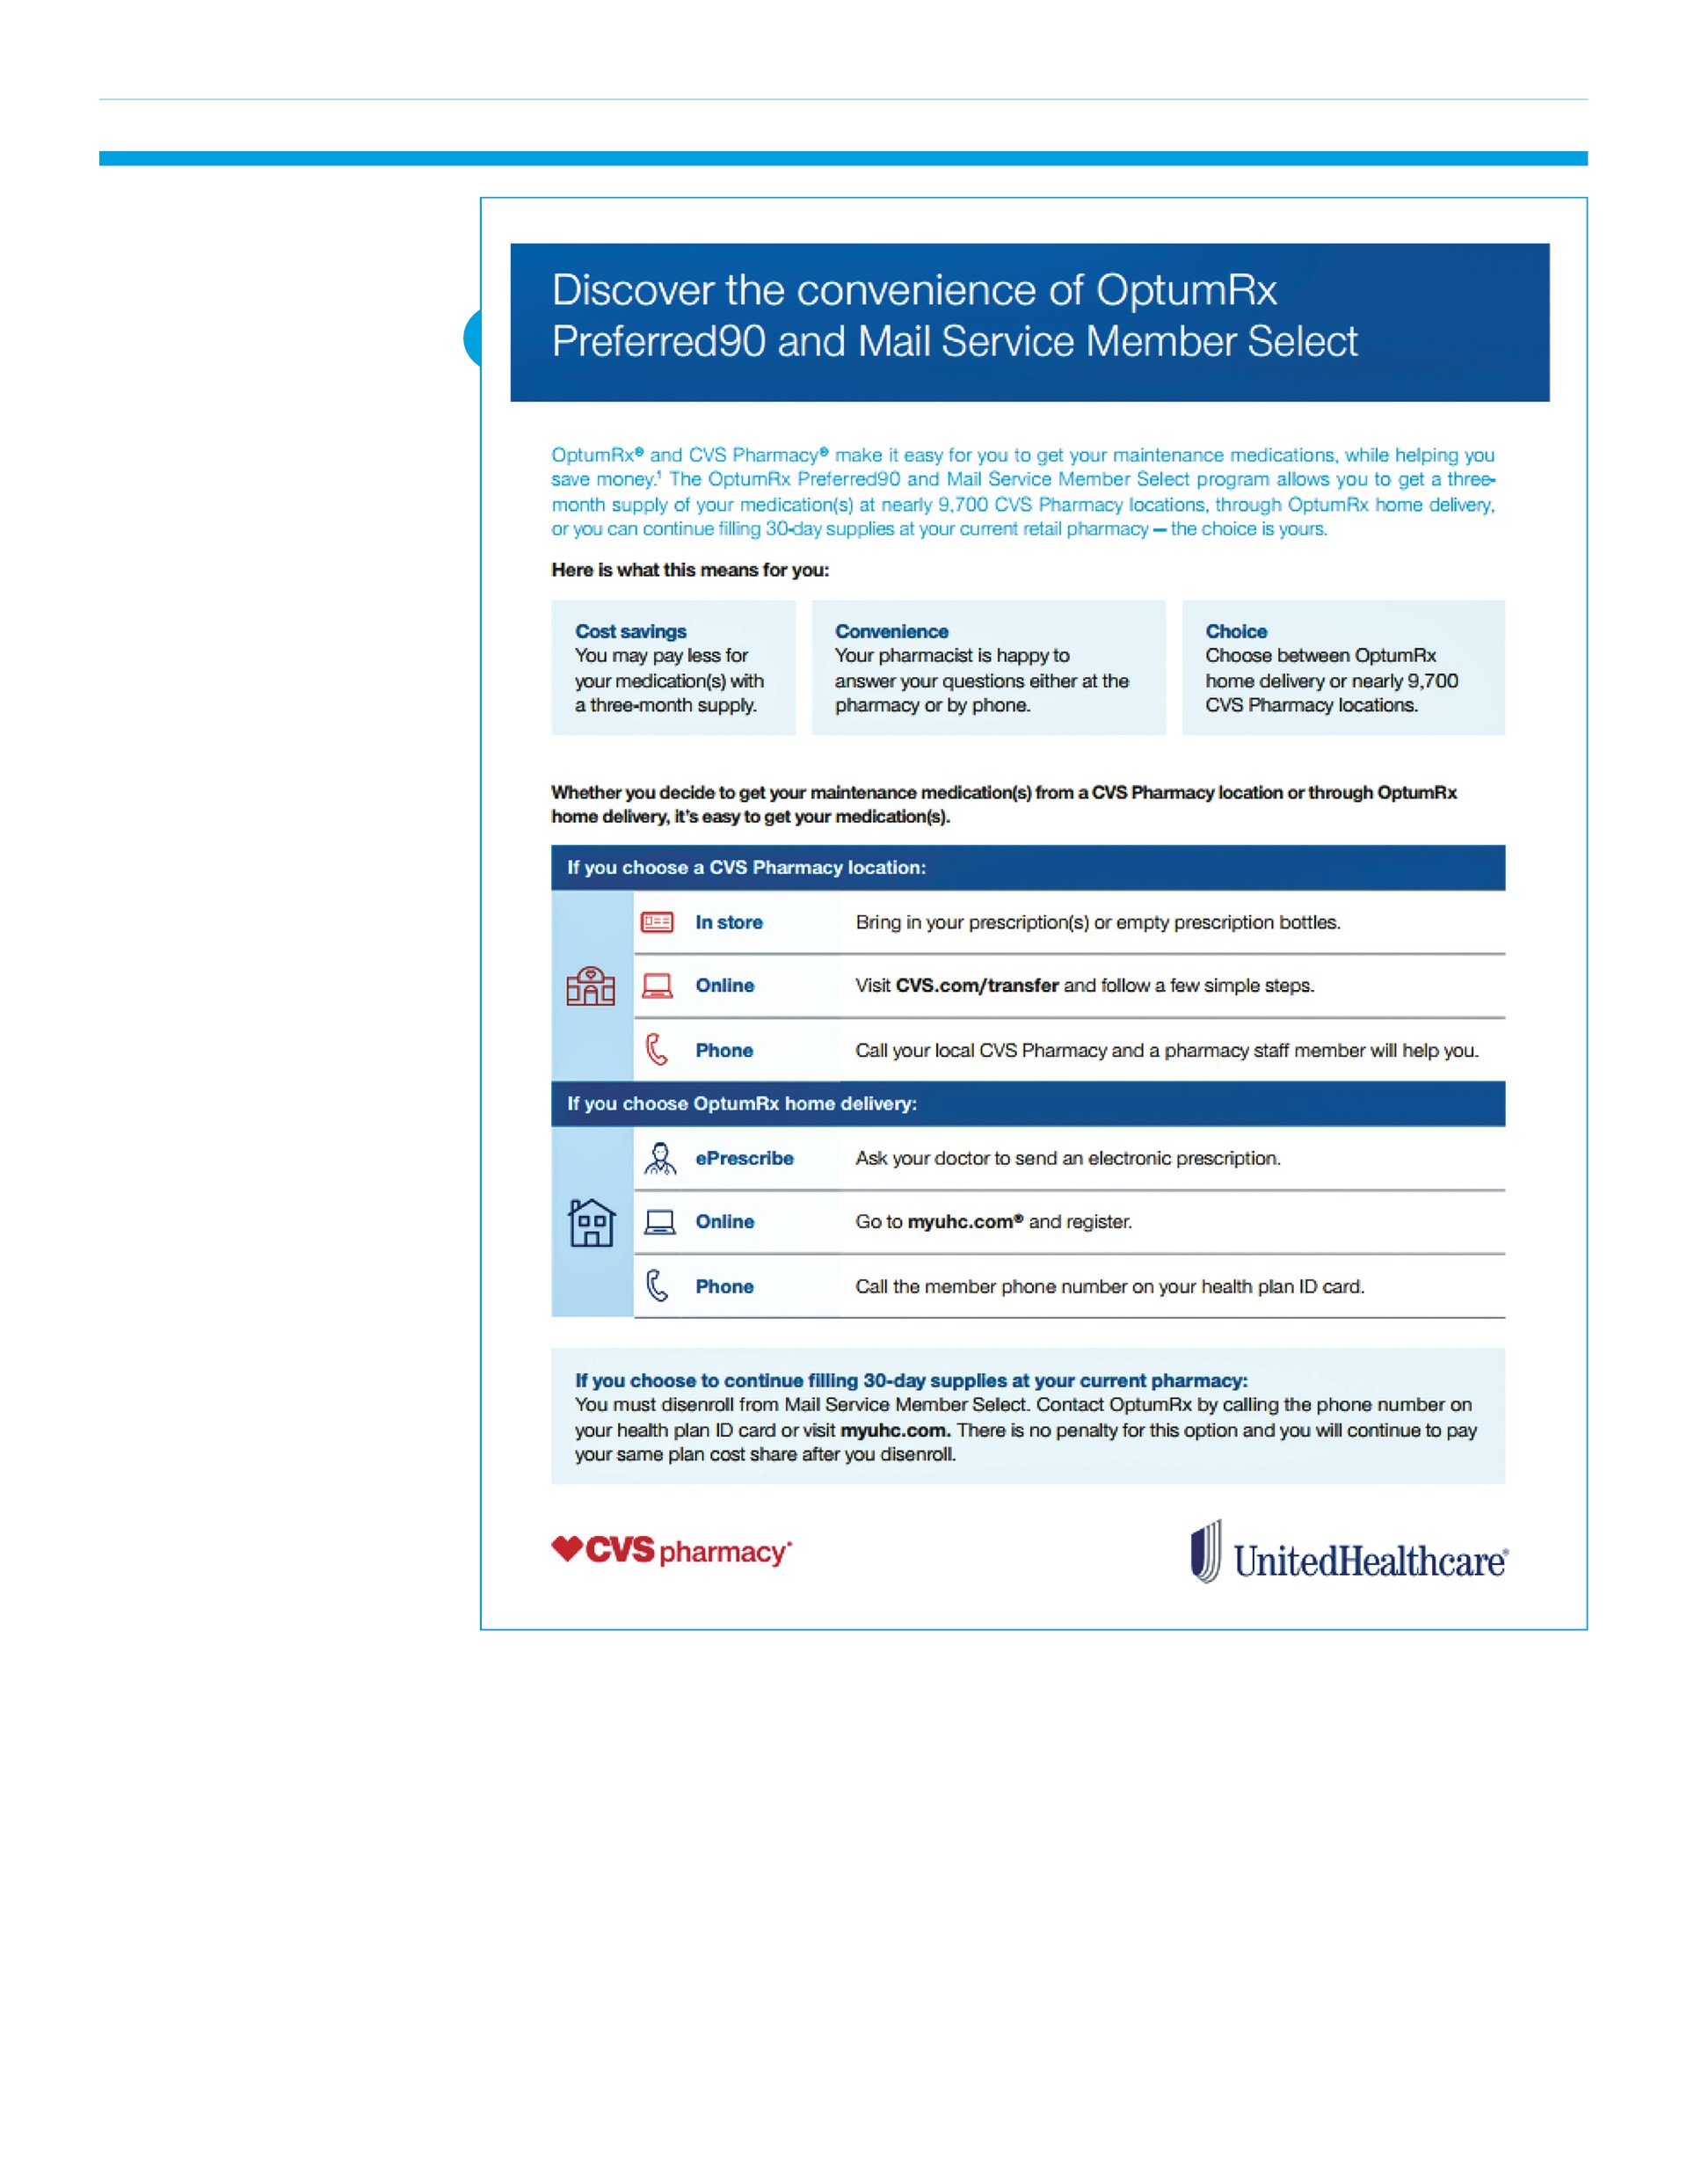 Discover the convenience of OptumRx
Preferred90 and Mail Service Member Select
OptumRx® and CVS Pharmacy® make it easy for you to get your maintenance medications, while helping you
save money.¹ The OptumRx Preferred90 and Mail Service Member Select program allows you to get a three-
month supply of your medication(s) at nearly 9,700 CVS Pharmacy locations, through OptumRx home delivery,
or you can continue filling 30-day supplies at your current retail pharmacy — the choice is yours.
Here is what this means for you:
Cost savings
You may pay less for
your medication(s) with
a three-month supply.
Convenience
Your pharmacist is happy to
answer your questions either at the
pharmacy or by phone.
Choice
Choose between OptumRx
home delivery or nearly 9,700
CVS Pharmacy locations.
Whether you decide to get your maintenance medication(s) from a CVS Pharmacy location or through OptumRx
home delivery, it's easy to get your medication(s).
If you choose a CVS Pharmacy location:
In store Bring in your prescription(s) or empty prescription bottles.
Online Visit CVS.com/transfer and follow a few simple steps.
Phone Call your local CVS Pharmacy and a pharmacy staff member will help you.
If you choose OptumRx home delivery:
ePrescribe Ask your doctor to send an electronic prescription.
Online Go to myuhc.com® and register.
Phone Call the member phone number on your health plan ID card.
If you choose to continue filling 30-day supplies at your current pharmacy:
You must disenroll from Mail Service Member Select. Contact OptumRx by calling the phone number on
your health plan ID card or visit myuhc.com. There is no penalty for this option and you will continue to pay
your same plan cost share after you disenroll.
CVS pharmacy®
UnitedHealthcare®